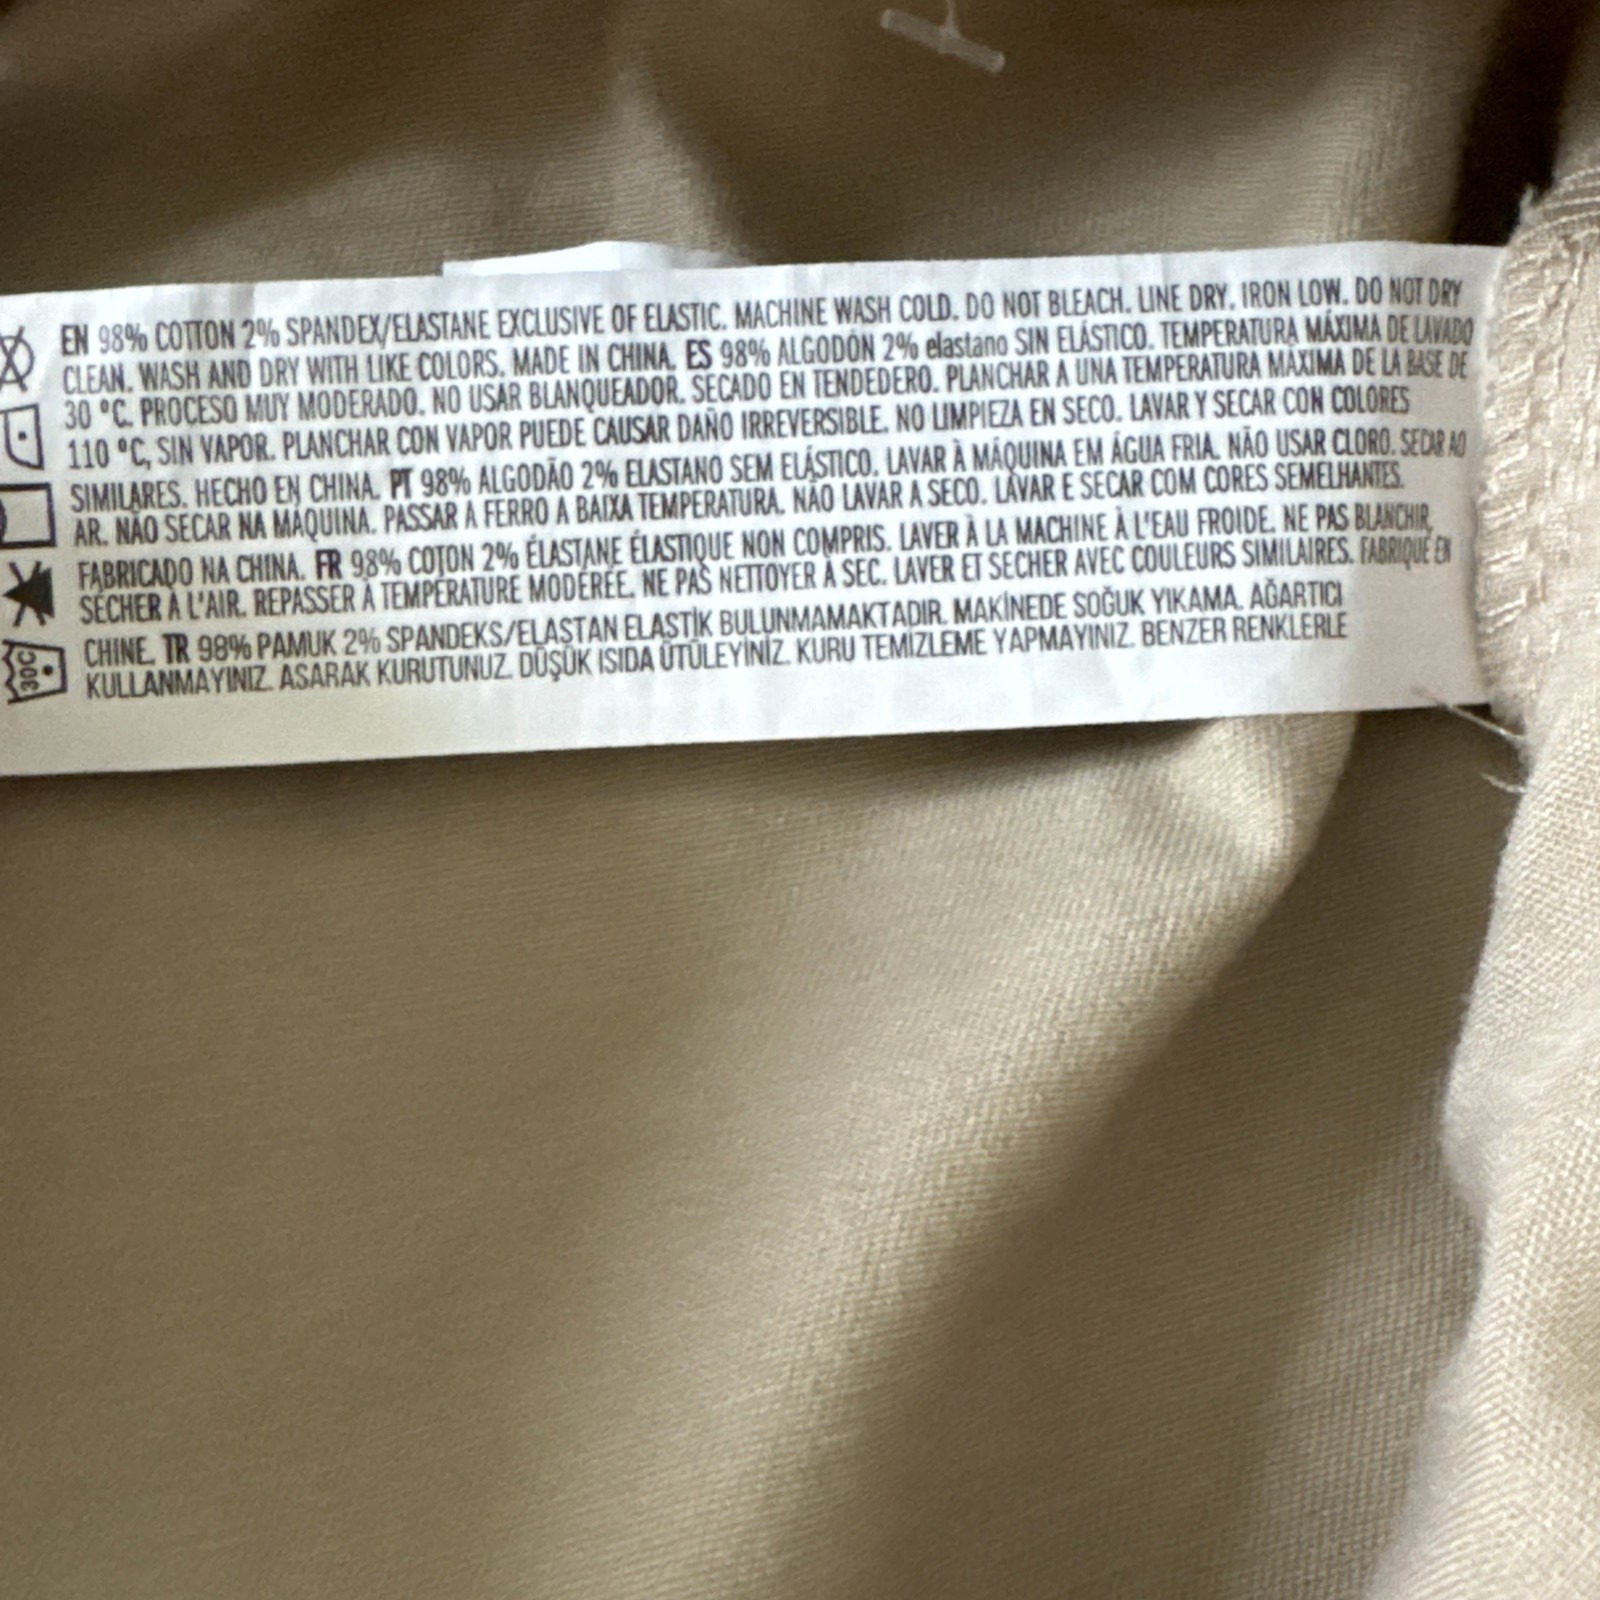 EN 98% COTTON 2% SPANDEX/ELASTANE EXCLUSIVE OF ELASTIC. MACHINE WASH COLD. DO NOT BLEACH. LINE DRY. IRON LOW. DO NOT DRY
CLEAN. WASH AND DRY WITH LIKE COLORS. MADE IN CHINA. ES 98% ALGODÓN 2% elastano SIN ELÁSTICO. TEMPERATURA MÁXIMA DE LAVADO
30 °C. PROCESO MUY MODERADO. NO USAR BLANQUEADOR. SECADO EN TENDEDERO. PLANCHAR A UNA TEMPERATURA MÁXIMA DE LA BASE DE
110 °C, SIN VAPOR. PLANCHAR CON VAPOR PUEDE CAUSAR DAÑO IRREVERSIBLE. NO LIMPIEZA EN SECO. LAVAR Y SECAR CON COLORES
SIMILARES. HECHO EN CHINA. PT 98% ALGODÃO 2% ELASTANO SEM ELÁSTICO. LAVAR À MÁQUINA EM ÁGUA FRIA. NÃO USAR CLORO. SECAR AO
AR. NÃO SECAR NA MÁQUINA. PASSAR A FERRO A BAIXA TEMPERATURA. NÃO LAVAR A SECO. LAVAR E SECAR COM CORES SEMELHANTES.
FABRICADO NA CHINA. FR 98% COTON 2% ÉLASTANE ÉLASTIQUE NON COMPRIS. LAVER À LA MACHINE À L'EAU FROIDE. NE PAS BLANCHIR,
SÉCHER À L'AIR. REPASSER À TEMPÉRATURE MODÉRÉE. NE PAS NETTOYER À SEC. LAVER ET SÉCHER AVEC COULEURS SIMILAIRES. FABRIQUÉ EN
CHINE. TR 98% PAMUK 2% SPANDEKS/ELASTAN ELASTİK BULUNMAMAKTADIR. MAKİNEDE SOĞUK YIKAMA. AĞARTICI
KULLANMAYINIZ. ASARAK KURUTUNUZ. DÜŞÜK ISIDA ÜTÜLEYİNİZ. KURU TEMİZLEME YAPMAYINIZ. BENZER RENKLERLE
30C